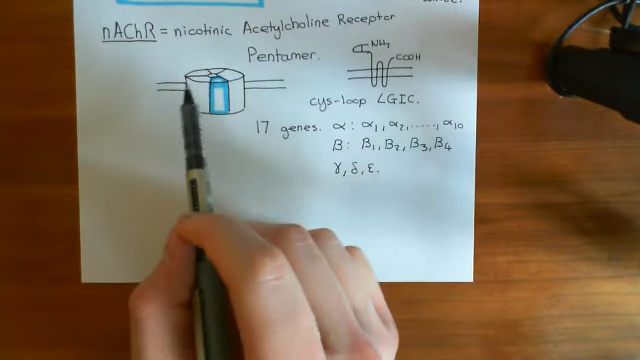 nAChR = nicotinic Acetylcholine Receptor
Pentamer.
NH₂
COOH
cys-loop LGIC.
17 genes. α: α₁, α₂, ....., α₁₀
β: β₁, β₂, β₃, β₄
γ, δ, ε.